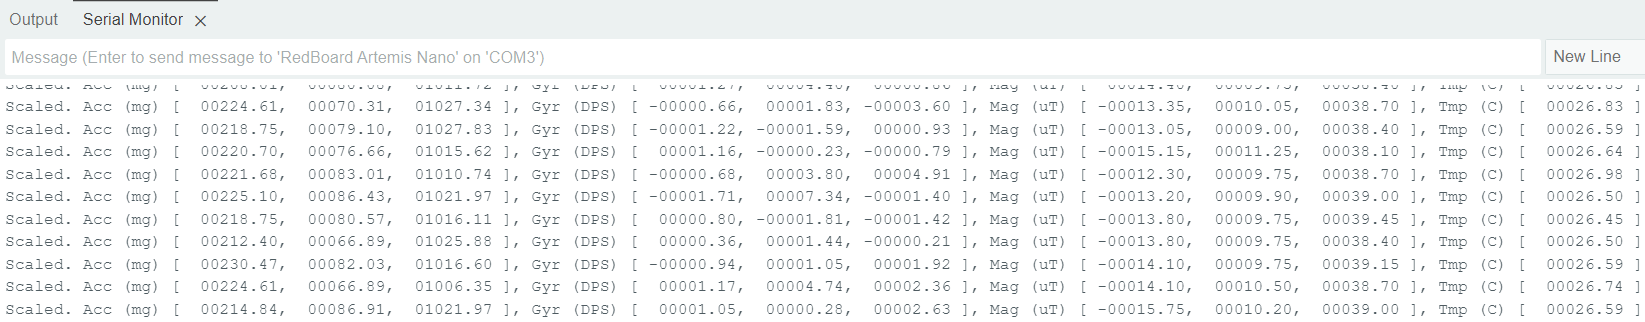 Output Serial Monitor
Message (Enter to send message to 'RedBoard Artemis Nano' on 'COM3') New Line
Scaled. Acc (mg) [ 00224.61, 00070.31, 01027.34 ], Gyr (DPS) [ -00000.66, 00001.83, -00003.60 ], Mag (uT) [ -00013.35, 00010.05, 00038.70 ], Tmp (C) [ 00026.83 ]
Scaled. Acc (mg) [ 00218.75, 00079.10, 01027.83 ], Gyr (DPS) [ -00001.22, -00001.59, 00000.93 ], Mag (uT) [ -00013.05, 00009.00, 00038.40 ], Tmp (C) [ 00026.59 ]
Scaled. Acc (mg) [ 00220.70, 00076.66, 01015.62 ], Gyr (DPS) [ 00001.16, -00000.23, -00000.79 ], Mag (uT) [ -00015.15, 00011.25, 00038.10 ], Tmp (C) [ 00026.64 ]
Scaled. Acc (mg) [ 00221.68, 00083.01, 01010.74 ], Gyr (DPS) [ -00000.68, 00003.80, 00004.91 ], Mag (uT) [ -00012.30, 00009.75, 00038.70 ], Tmp (C) [ 00026.98 ]
Scaled. Acc (mg) [ 00225.10, 00086.43, 01021.97 ], Gyr (DPS) [ -00001.71, 00007.34, -00001.40 ], Mag (uT) [ -00013.20, 00009.90, 00039.00 ], Tmp (C) [ 00026.50 ]
Scaled. Acc (mg) [ 00218.75, 00080.57, 01016.11 ], Gyr (DPS) [ 00000.80, -00001.81, -00001.42 ], Mag (uT) [ -00013.80, 00009.75, 00039.45 ], Tmp (C) [ 00026.45 ]
Scaled. Acc (mg) [ 00212.40, 00066.89, 01025.88 ], Gyr (DPS) [ 00000.36, 00001.44, -00000.21 ], Mag (uT) [ -00013.80, 00009.75, 00038.40 ], Tmp (C) [ 00026.50 ]
Scaled. Acc (mg) [ 00230.47, 00082.03, 01016.60 ], Gyr (DPS) [ -00000.94, 00001.05, 00001.92 ], Mag (uT) [ -00014.10, 00009.75, 00039.15 ], Tmp (C) [ 00026.59 ]
Scaled. Acc (mg) [ 00224.61, 00066.89, 01006.35 ], Gyr (DPS) [ 00001.17, 00004.74, 00002.36 ], Mag (uT) [ -00014.10, 00010.50, 00038.70 ], Tmp (C) [ 00026.74 ]
Scaled. Acc (mg) [ 00214.84, 00086.91, 01021.97 ], Gyr (DPS) [ 00001.05, 00000.28, 00002.63 ], Mag (uT) [ -00015.75, 00010.20, 00039.00 ], Tmp (C) [ 00026.59 ]